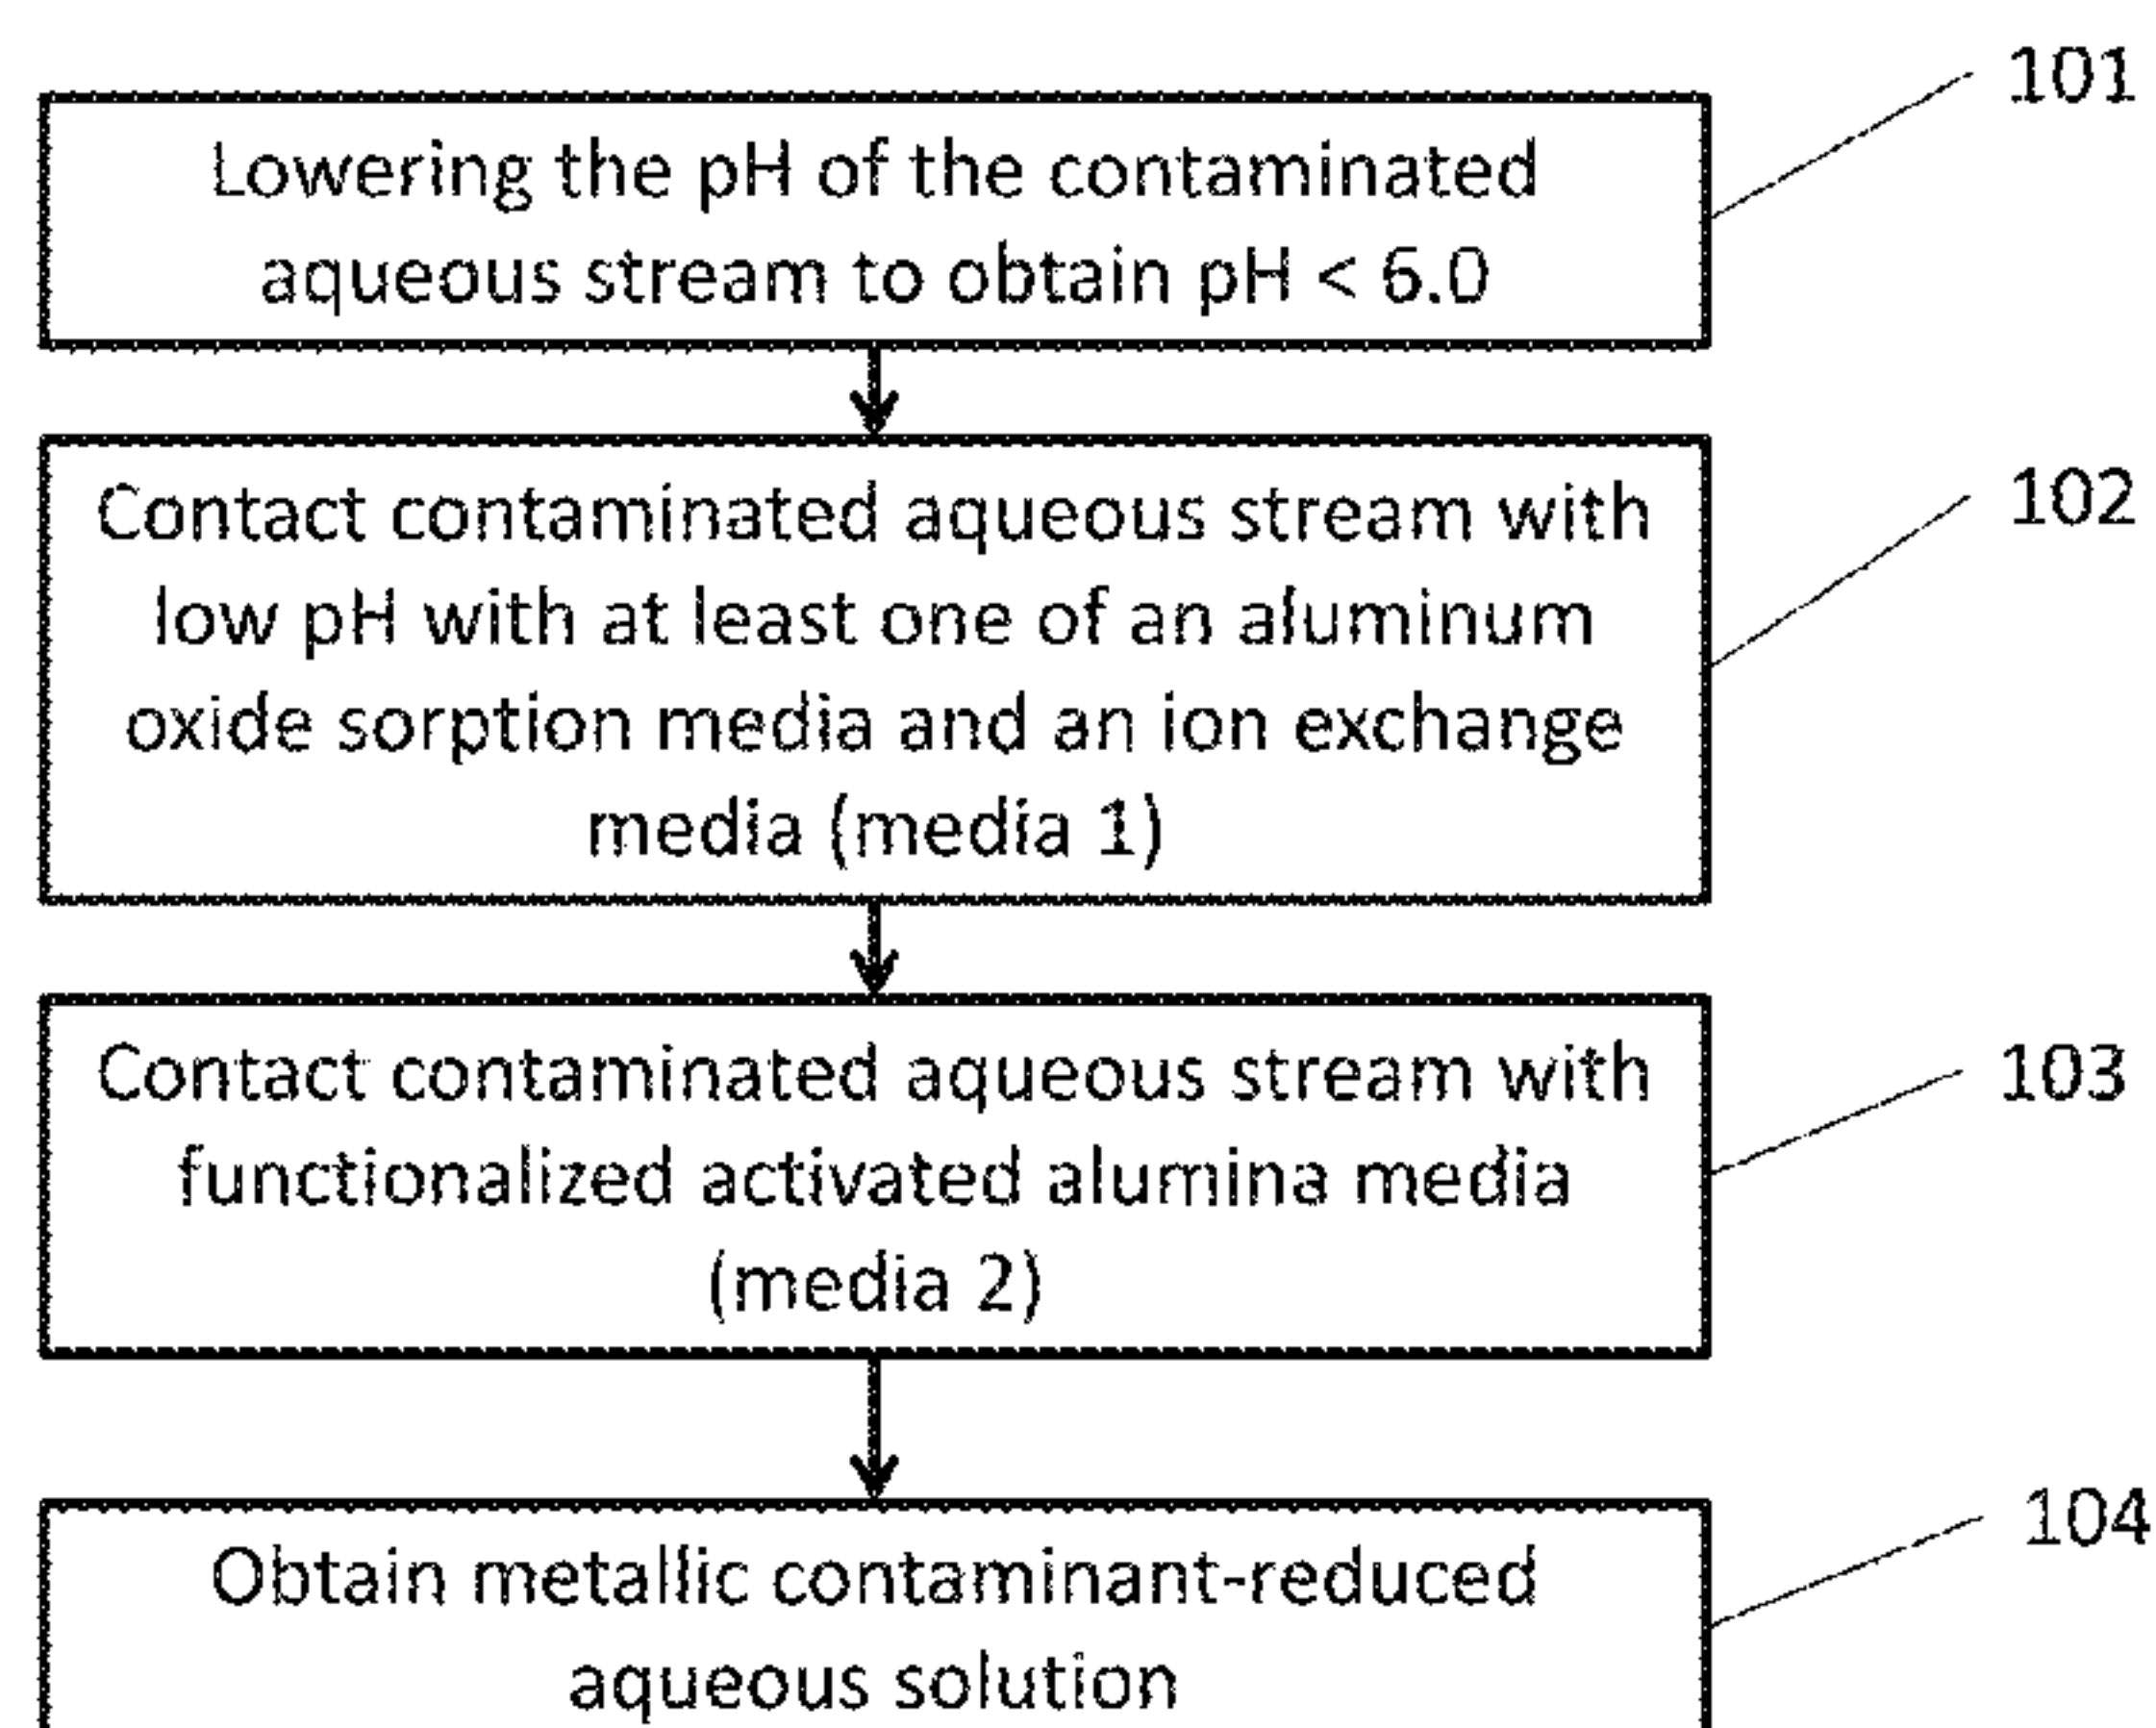 101
Lowering the pH of the contaminated
aqueous stream to obtain pH < 6.0
102
Contact contaminated aqueous stream with
low pH with at least one of an aluminum
oxide sorption media and an ion exchange
media (media 1)
103
Contact contaminated aqueous stream with
functionalized activated alumina media
(media 2)
104
Obtain metallic contaminant-reduced
aqueous solution